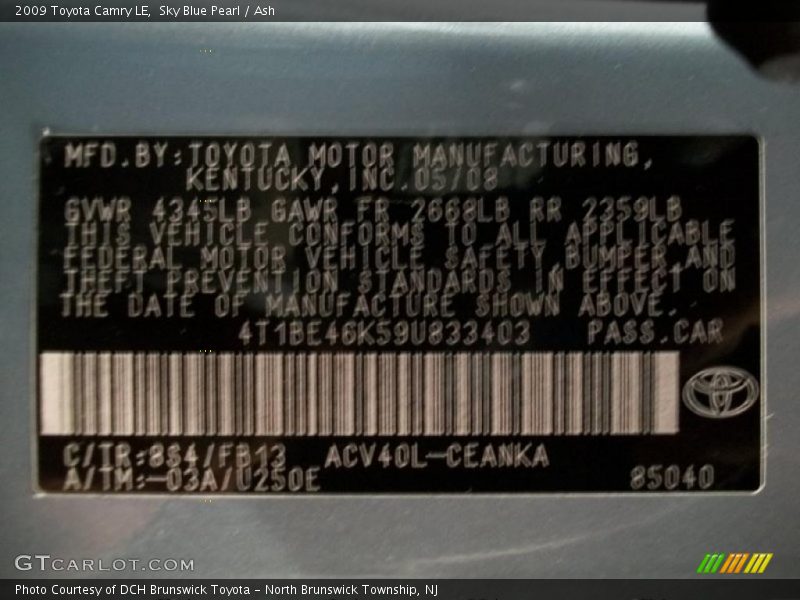 2009 Toyota Camry LE,  Sky Blue Pearl / Ash
MFD.BY:TOYOTA MOTOR MANUFACTURING,
KENTUCKY,INC.05/08
GVWR 4345LB GAWR FR 2668LB RR 2359LB
THIS VEHICLE CONFORMS TO ALL APPLICABLE
FEDERAL MOTOR VEHICLE SAFETY,BUMPER,AND
THEFT PREVENTION STANDARDS IN EFFECT ON
THE DATE OF MANUFACTURE SHOWN ABOVE.
4T1BE46K59U833403 PASS.CAR
C/TR:8S4/FB13 ACV40L-CEANKA
A/TM:-03A/U250E 85040
GTCARLOT.COM
Photo Courtesy of DCH Brunswick Toyota - North Brunswick Township, NJ